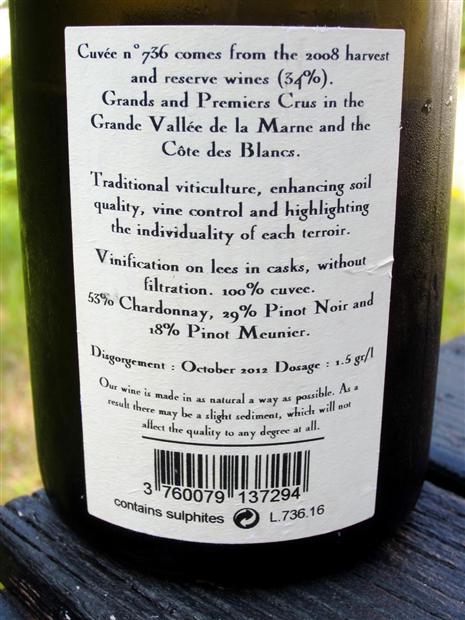 Cuvée n°736 comes from the 2008 harvest
and reserve wines (34%).
Grands and Premiers Crus in the
Grande Vallée de la Marne and the
Côte des Blancs.
Traditional viticulture, enhancing soil
quality, vine control and highlighting
the individuality of each terroir.
Vinification on lees in casks, without
filtration. 100% cuvee.
53% Chardonnay, 29% Pinot Noir and
18% Pinot Meunier.
Disgorgement : October 2012 Dosage : 1.5 gr/l
Our wine is made in as natural a way as possible. As a
result there may be a slight sediment, which will not
affect the quality to any degree at all.
3 760079 137294
contains sulphites L.736.16